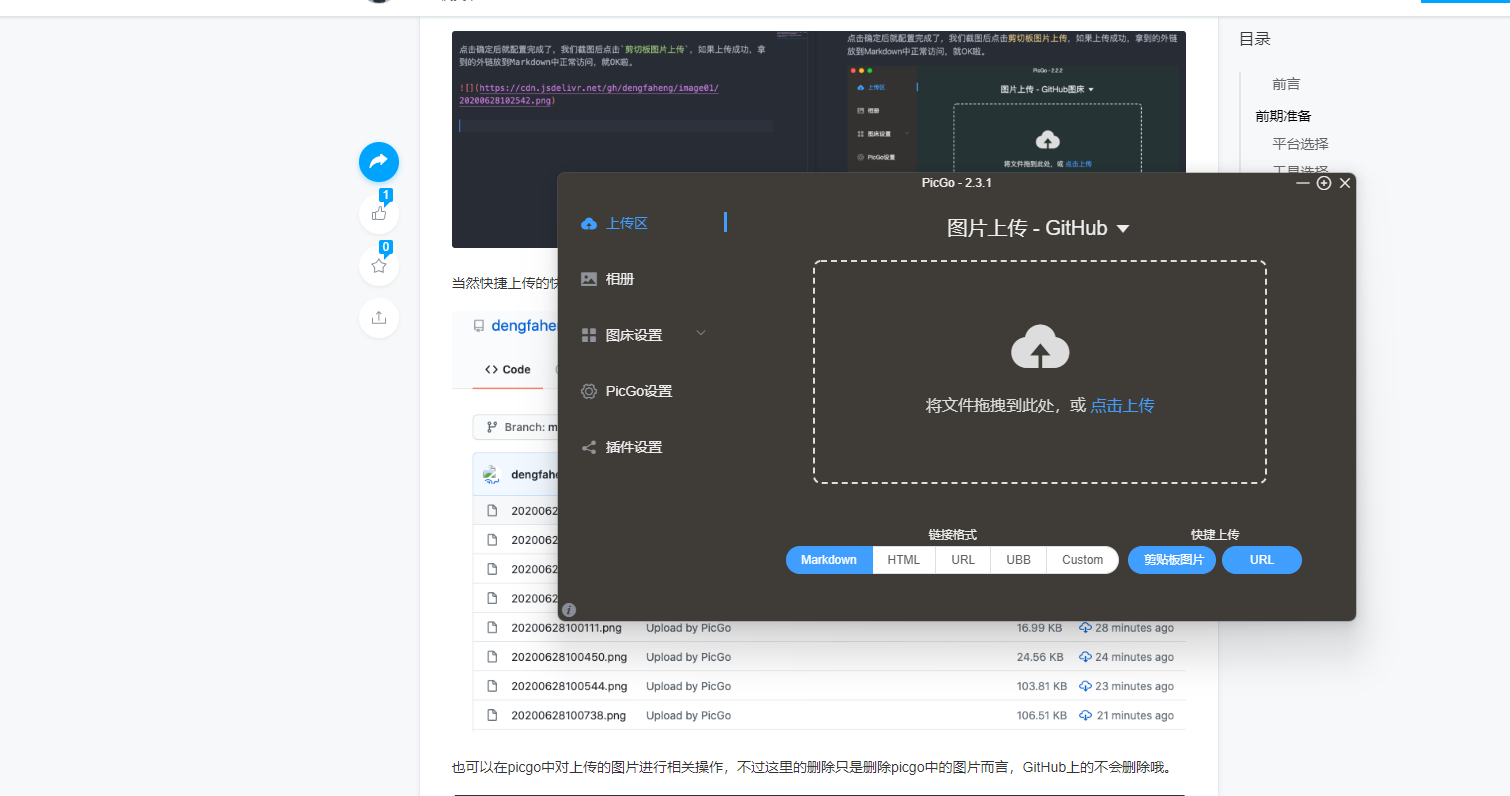 点击确定后就配置完成了，我们截图后点击`剪切板图片上传`，如果上传成功，拿
到的外链放到Markdown中正常访问，就OK啦。
![](https://cdn.jsdelivr.net/gh/dengfaheng/image01/
20200628102542.png)
点击确定后就配置完成了，我们截图后点击剪切板图片上传，如果上传成功，拿到的外链
放到Markdown中正常访问，就OK啦。
PicGo - 2.2.2
上传区
图片上传 - GitHub图床
相册
图床设置
PicGo设置
将文件拖到此处，或 点击上传
目录
前言
前期准备
平台选择
工具选择
1
0
PicGo - 2.3.1
上传区
图片上传 - GitHub
相册
图床设置
PicGo设置
插件设置
将文件拖拽到此处，或 点击上传
链接格式
快捷上传
Markdown
HTML
URL
UBB
Custom
剪贴板图片
URL
当然快捷上传的快
dengfahe
Code
Branch: m
dengfahe
20200628
20200628
20200628
20200628
20200628100111.png Upload by PicGo 16.99 KB 28 minutes ago
20200628100450.png Upload by PicGo 24.56 KB 24 minutes ago
20200628100544.png Upload by PicGo 103.81 KB 23 minutes ago
20200628100738.png Upload by PicGo 106.51 KB 21 minutes ago
也可以在picgo中对上传的图片进行相关操作，不过这里的删除只是删除picgo中的图片而言，GitHub上的不会删除哦。